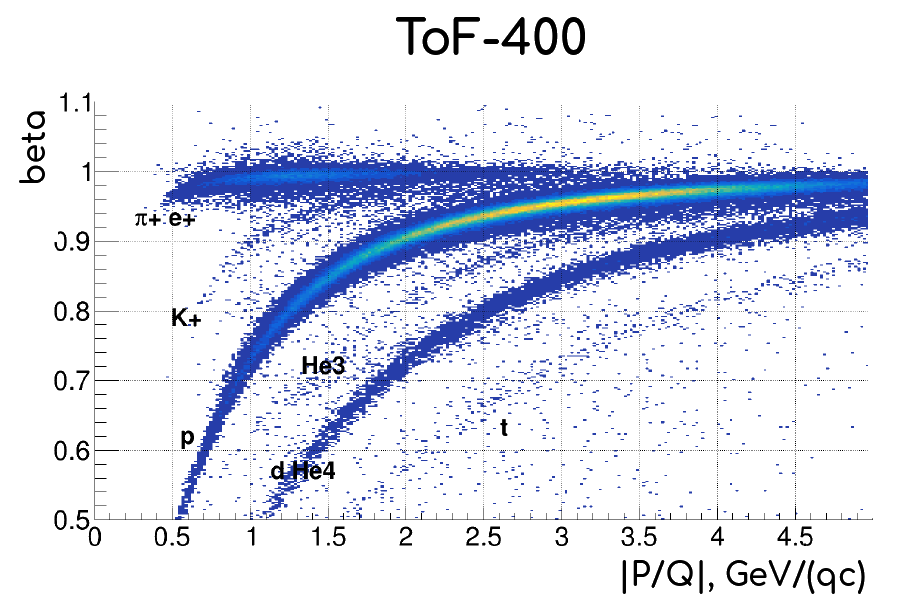 ToF-400
beta
1.1
1
0.9
0.8
0.7
0.6
0.5
π+ e+
K+
He3
p
t
d He4
0 0.5 1 1.5 2 2.5 3 3.5 4 4.5
|P/Q|, GeV/(qc)